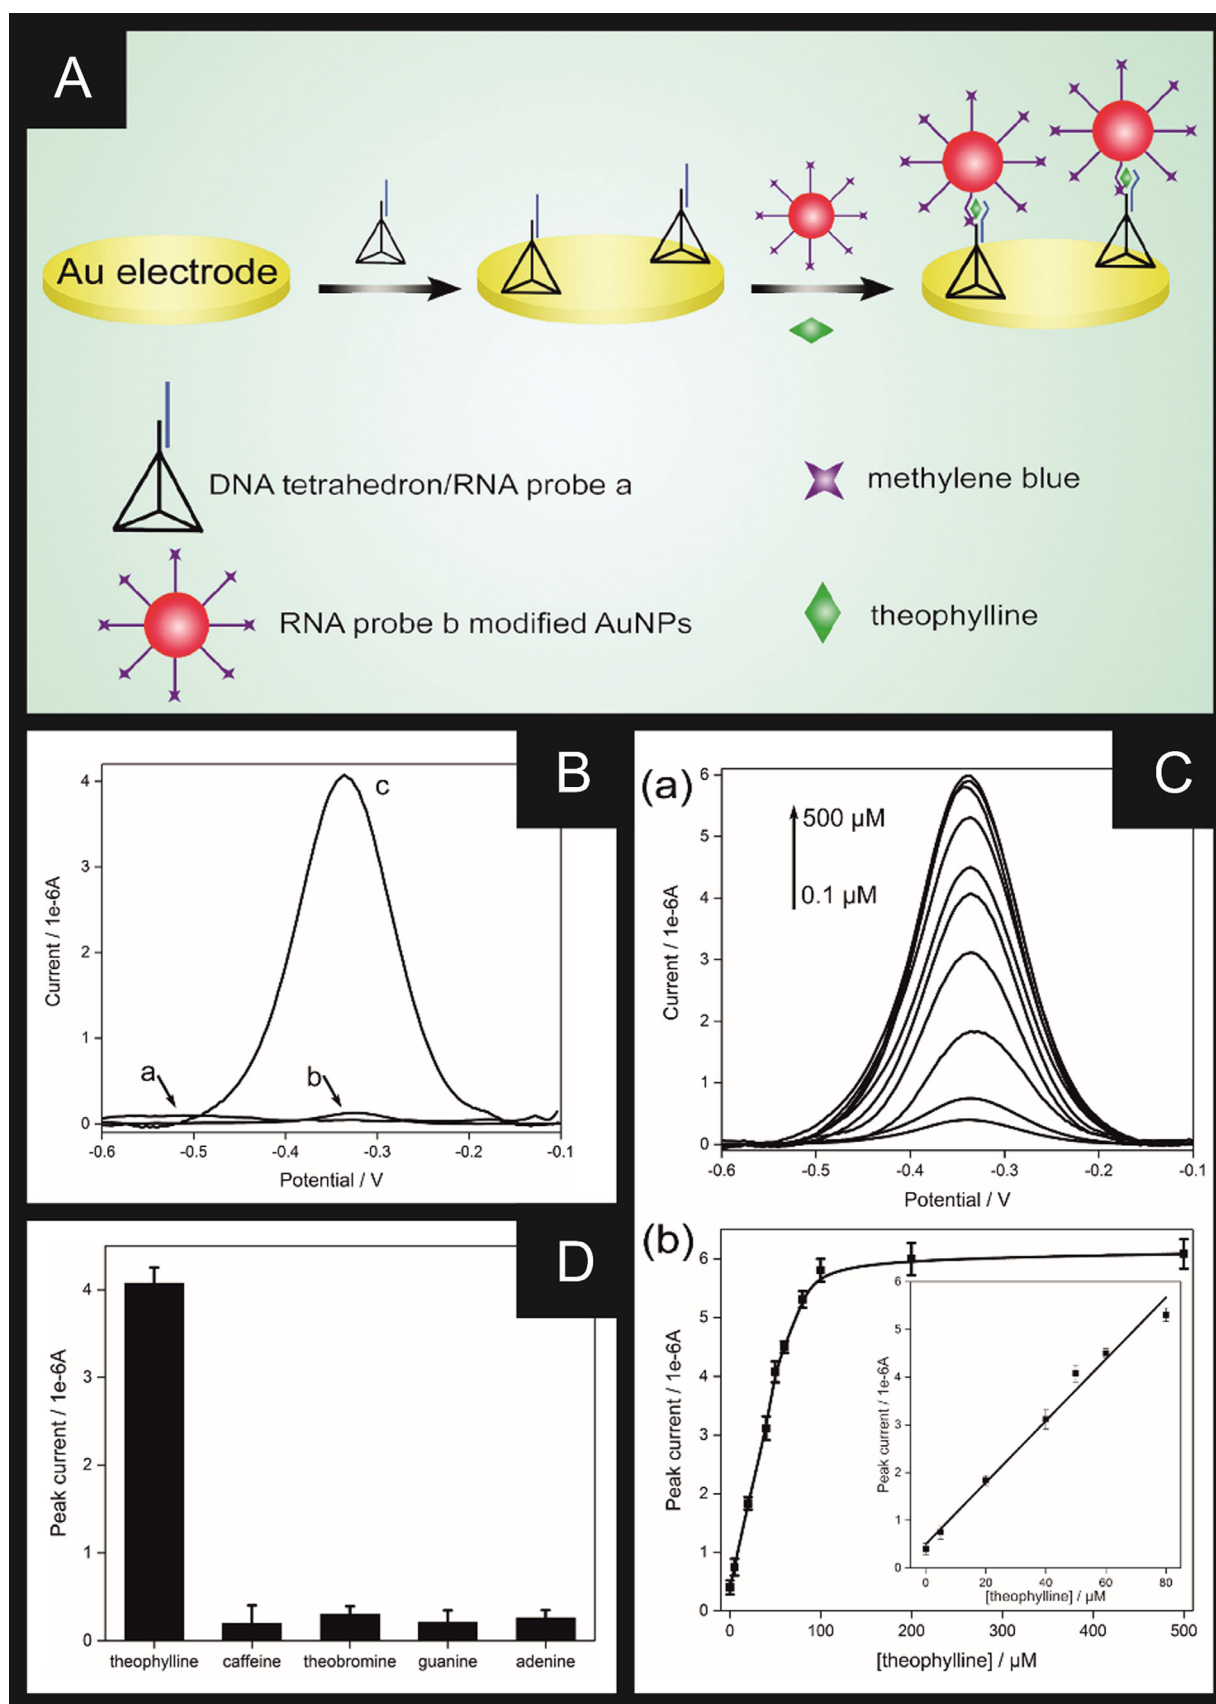 A
Au electrode
DNA tetrahedron/RNA probe a
methylene blue
RNA probe b modified AuNPs
theophylline
B
4
3
2
1
0
Current / 1e-6A
a
b
c
-0.6
-0.5
-0.4
-0.3
-0.2
-0.1
Potential / V
C
(a)
6
5
4
3
2
1
0
Current / 1e-6A
500 µM
0.1 µM
-0.6
-0.5
-0.4
-0.3
-0.2
-0.1
Potential / V
D
4
3
2
1
0
Peak current / 1e-6A
theophylline
caffeine
theobromine
guanine
adenine
(b)
6
5
4
3
2
1
0
Peak current / 1e-6A
0
100
200
300
400
500
[theophylline] / µM
6
5
4
3
2
1
0
Peak current / 1e-6A
0
20
40
60
80
[theophylline] / µM